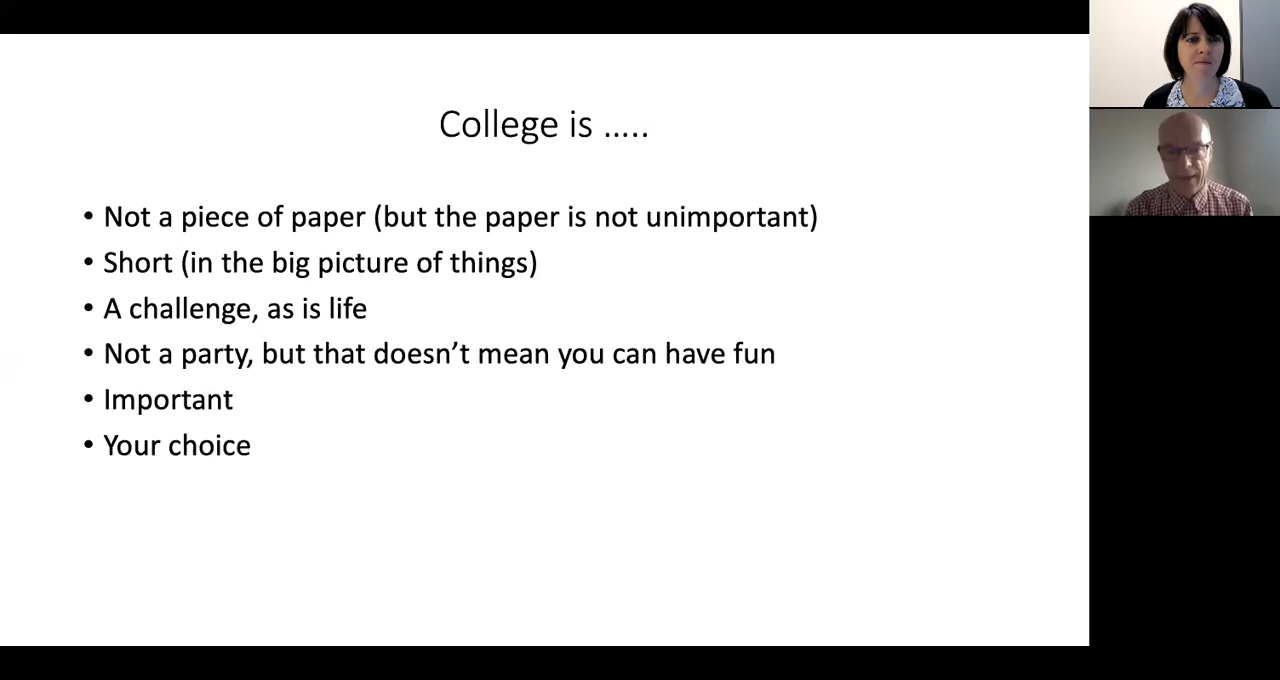 College is .....
• Not a piece of paper (but the paper is not unimportant)
• Short (in the big picture of things)
• A challenge, as is life
• Not a party, but that doesn’t mean you can have fun
• Important
• Your choice